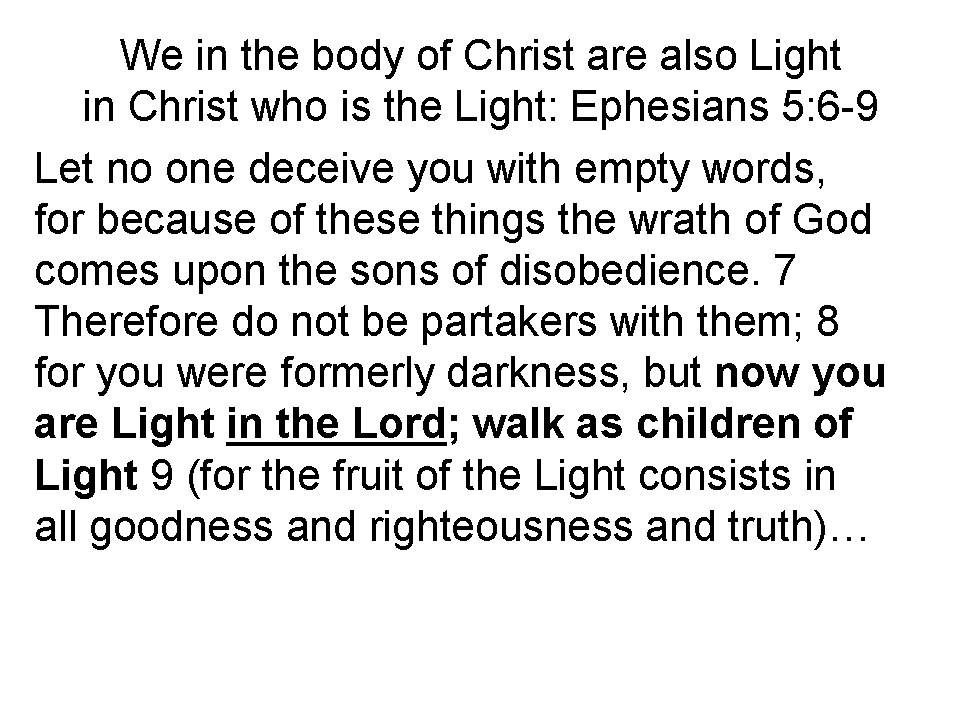 We in the body of Christ are also Light
in Christ who is the Light: Ephesians 5:6-9
Let no one deceive you with empty words,
for because of these things the wrath of God
comes upon the sons of disobedience. 7
Therefore do not be partakers with them; 8
for you were formerly darkness, but now you
are Light in the Lord; walk as children of
Light 9 (for the fruit of the Light consists in
all goodness and righteousness and truth)…